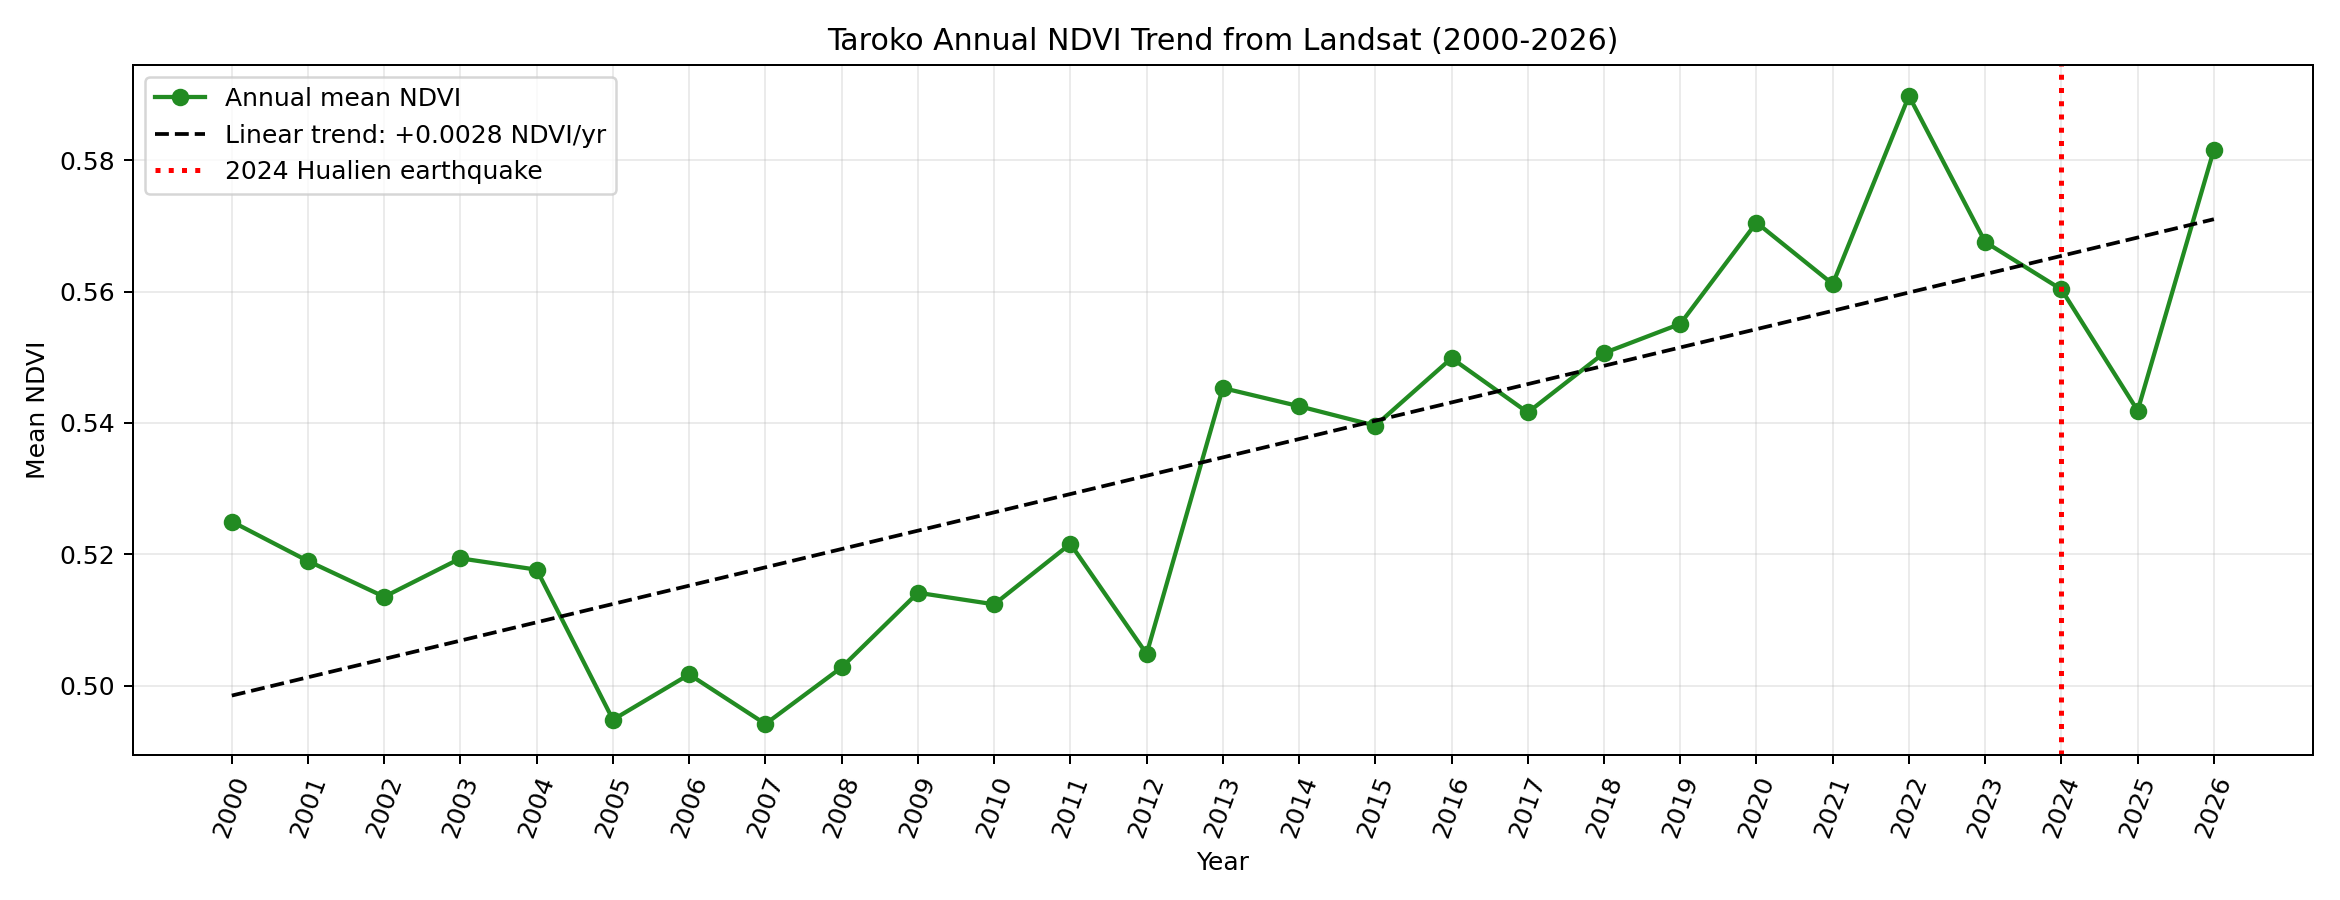 Taroko Annual NDVI Trend from Landsat (2000-2026)
Annual mean NDVI
Linear trend: +0.0028 NDVI/yr
2024 Hualien earthquake
Mean NDVI
0.58
0.56
0.54
0.52
0.50
2000 2001 2002 2003 2004 2005 2006 2007 2008 2009 2010 2011 2012 2013 2014 2015 2016 2017 2018 2019 2020 2021 2022 2023 2024 2025 2026
Year